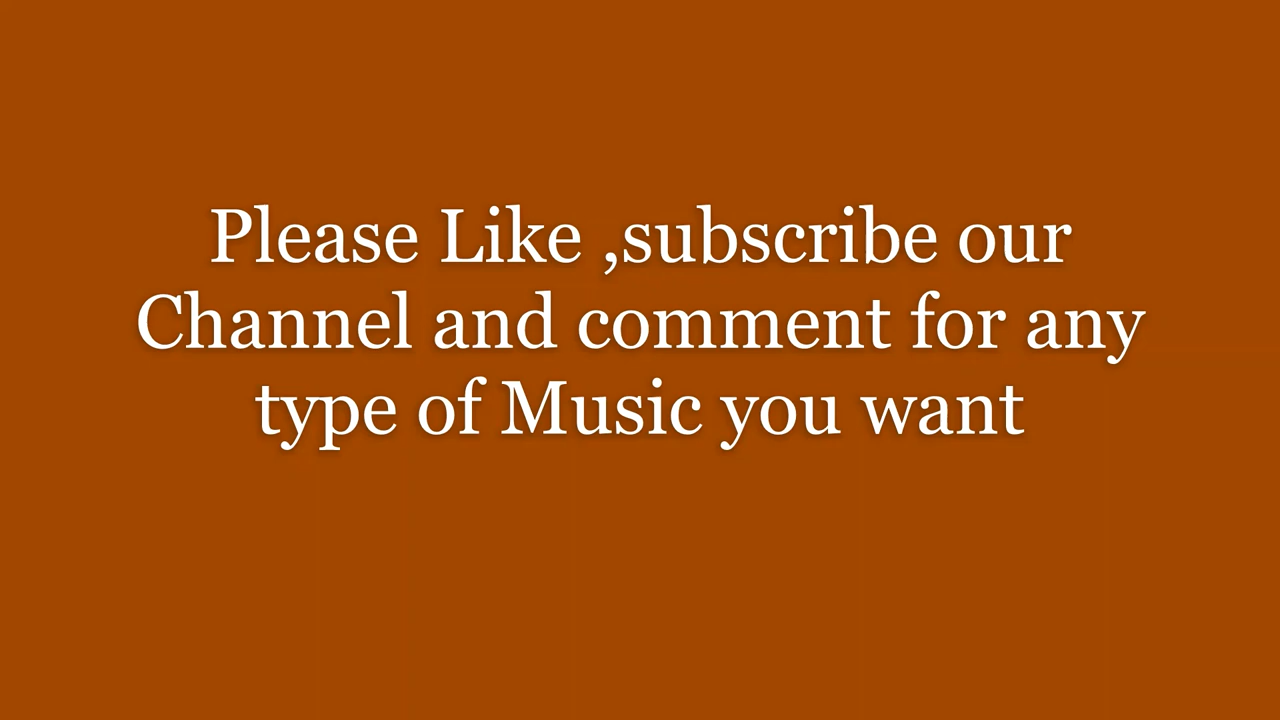 Please Like ,subscribe our
Channel and comment for any
type of Music you want